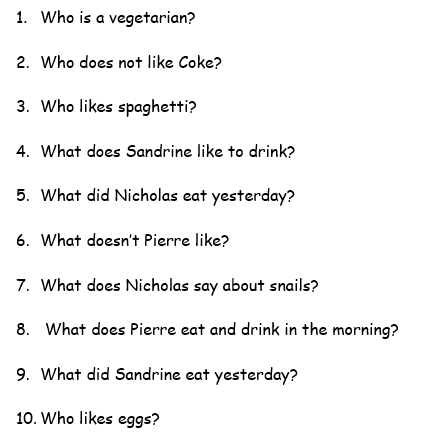 1. Who is a vegetarian?
2. Who does not like Coke?
3. Who likes spaghetti?
4. What does Sandrine like to drink?
5. What did Nicholas eat yesterday?
6. What doesn't Pierre like?
7. What does Nicholas say about snails?
8. What does Pierre eat and drink in the morning?
9. What did Sandrine eat yesterday?
10. Who likes eggs?